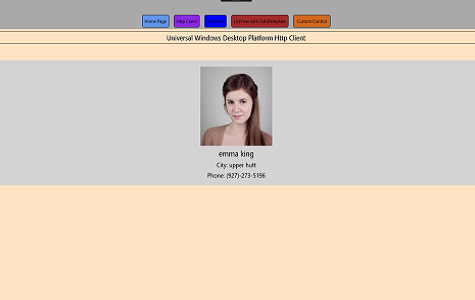 Home Page
Http Client
ListView with DataTemplate
Custom Control
Universal Windows Desktop Platform Http Client
emma king
City: upper hutt
Phone: (927)-273-5196